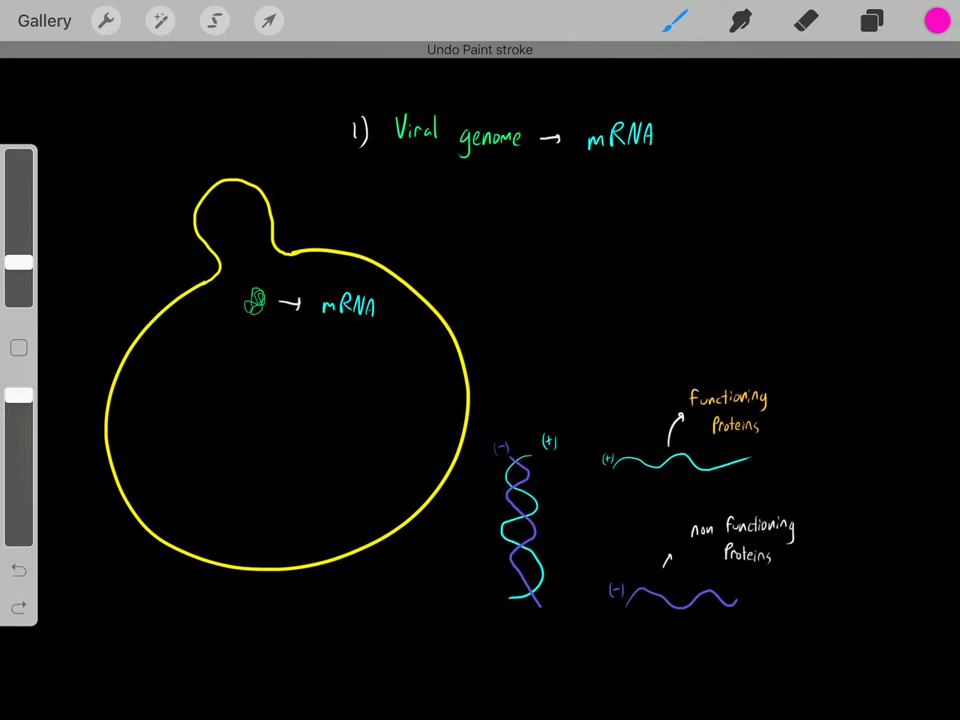 Gallery
Undo Paint stroke
1) Viral genome → mRNA
→ mRNA
Functioning
Proteins
(-) (+)
(+)
non functioning
Proteins
(-)